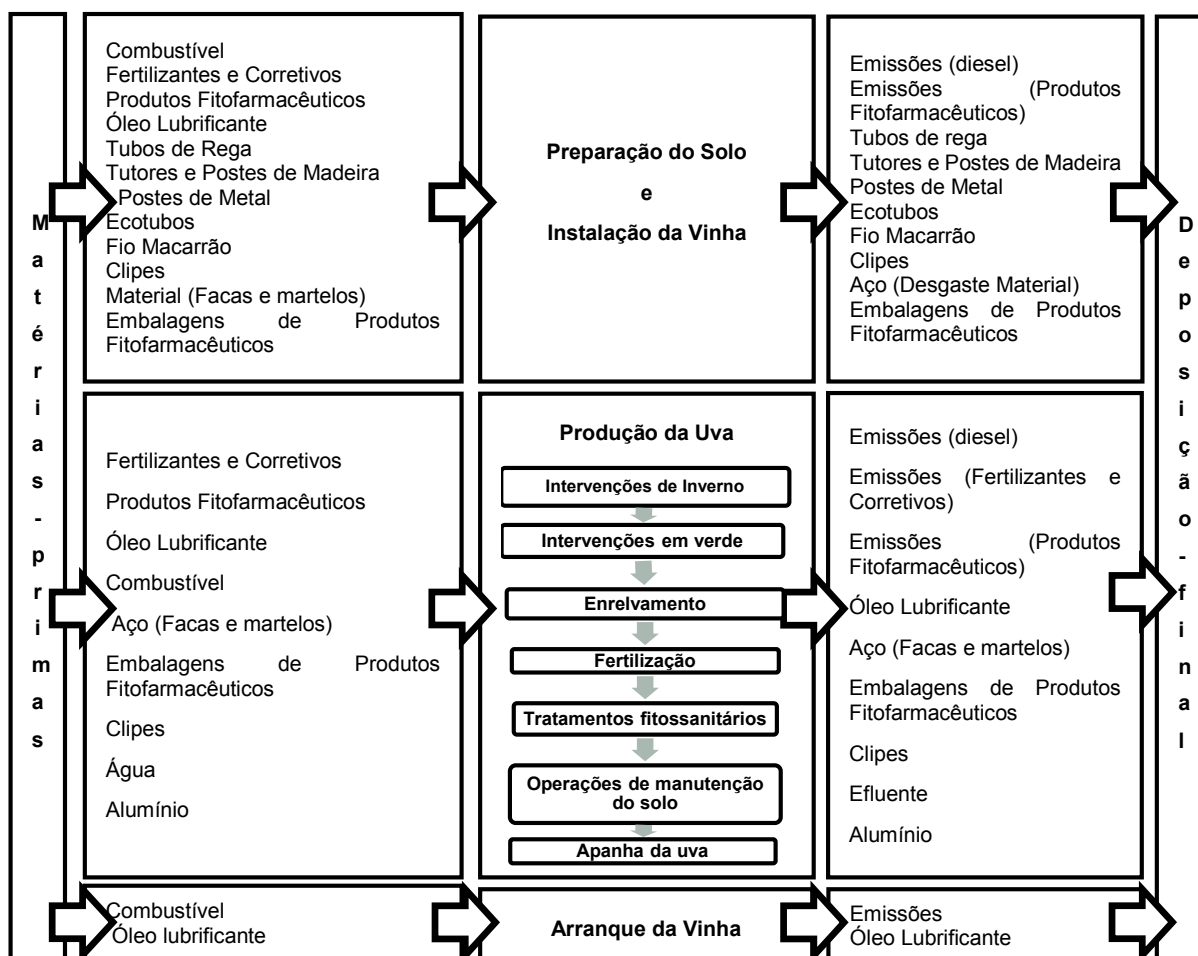 Matérias-primas
Combustível
Fertilizantes e Corretivos
Produtos Fitofarmacêuticos
Óleo Lubrificante
Tubos de Rega
Tutores e Postes de Madeira
Postes de Metal
Ecotubos
Fio Macarrão
Clipes
Material (Facas e martelos)
Embalagens de Produtos
Fitofarmacêuticos
Preparação do Solo
e
Instalação da Vinha
Emissões (diesel)
Emissões (Produtos
Fitofarmacêuticos)
Tubos de rega
Tutores e Postes de Madeira
Postes de Metal
Ecotubos
Fio Macarrão
Clipes
Aço (Desgaste Material)
Embalagens de Produtos
Fitofarmacêuticos
Fertilizantes e Corretivos
Produtos Fitofarmacêuticos
Óleo Lubrificante
Combustível
Aço (Facas e martelos)
Embalagens de Produtos
Fitofarmacêuticos
Clipes
Água
Alumínio
Produção da Uva
Intervenções de Inverno
Intervenções em verde
Enrelvamento
Fertilização
Tratamentos fitossanitários
Operações de manutenção
do solo
Apanha da uva
Emissões (diesel)
Emissões (Fertilizantes e
Corretivos)
Emissões (Produtos
Fitofarmacêuticos)
Óleo Lubrificante
Aço (Facas e martelos)
Embalagens de Produtos
Fitofarmacêuticos
Clipes
Efluente
Alumínio
Combustível
Óleo lubrificante
Arranque da Vinha
Emissões
Óleo Lubrificante
Deposição-final